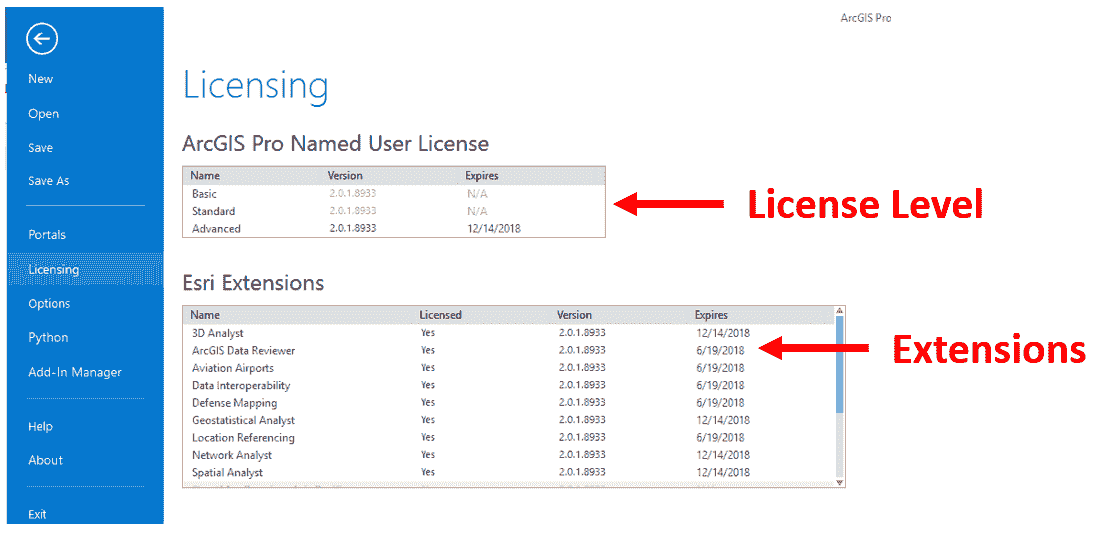 ArcGIS Pro
New
Open
Save
Save As
Portals
Licensing
Options
Python
Add-In Manager
Help
About
Exit
Licensing
ArcGIS Pro Named User License
Name Version Expires
Basic 2.0.1.8933 N/A
Standard 2.0.1.8933 N/A
Advanced 2.0.1.8933 12/14/2018
License Level
Esri Extensions
Name Licensed Version Expires
3D Analyst Yes 2.0.1.8933 12/14/2018
ArcGIS Data Reviewer Yes 2.0.1.8933 6/19/2018
Aviation Airports Yes 2.0.1.8933 6/19/2018
Data Interoperability Yes 2.0.1.8933 6/19/2018
Defense Mapping Yes 2.0.1.8933 6/19/2018
Geostatistical Analyst Yes 2.0.1.8933 12/14/2018
Location Referencing Yes 2.0.1.8933 6/19/2018
Network Analyst Yes 2.0.1.8933 12/14/2018
Spatial Analyst Yes 2.0.1.8933 12/14/2018
Extensions